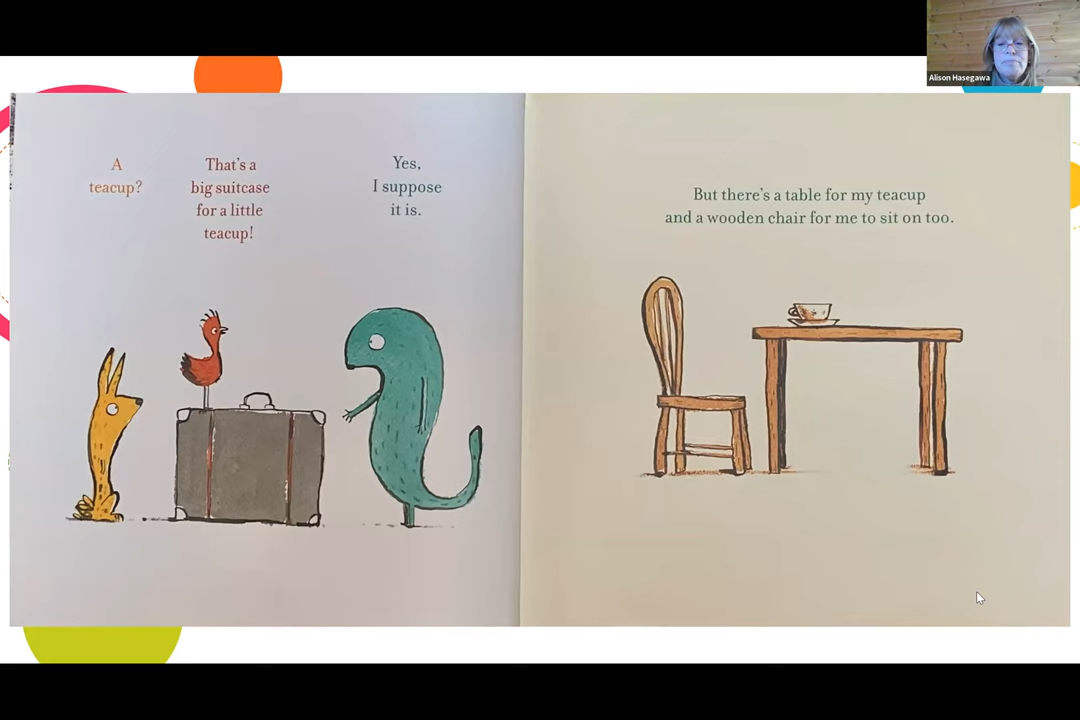 Alison Hasegawa
A
teacup?
That's a
big suitcase
for a little
teacup!
Yes,
I suppose
it is.
But there's a table for my teacup
and a wooden chair for me to sit on too.